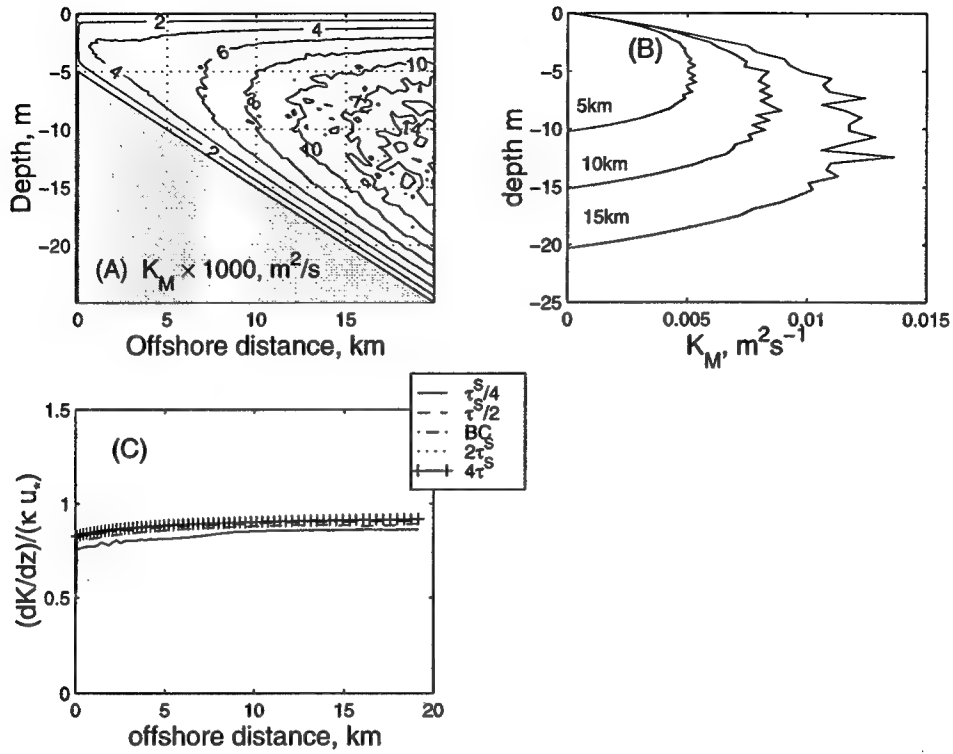 0
−5
−10
−15
−20
Depth, m
2
4
6
4
8
10
10
12
14
2
(A) K_M × 1000, m²/s
0
5
10
15
Offshore distance, km
0
−5
−10
−15
−20
−25
depth m
(B)
5km
10km
15km
0
0.005
0.01
0.015
K_M, m²s⁻¹
1.5
1
0.5
0
(dK/dz)/(κ u_*)
(C)
τˢ/4
τˢ/2
BC
2τˢ
4τˢ
0
5
10
15
20
offshore distance, km